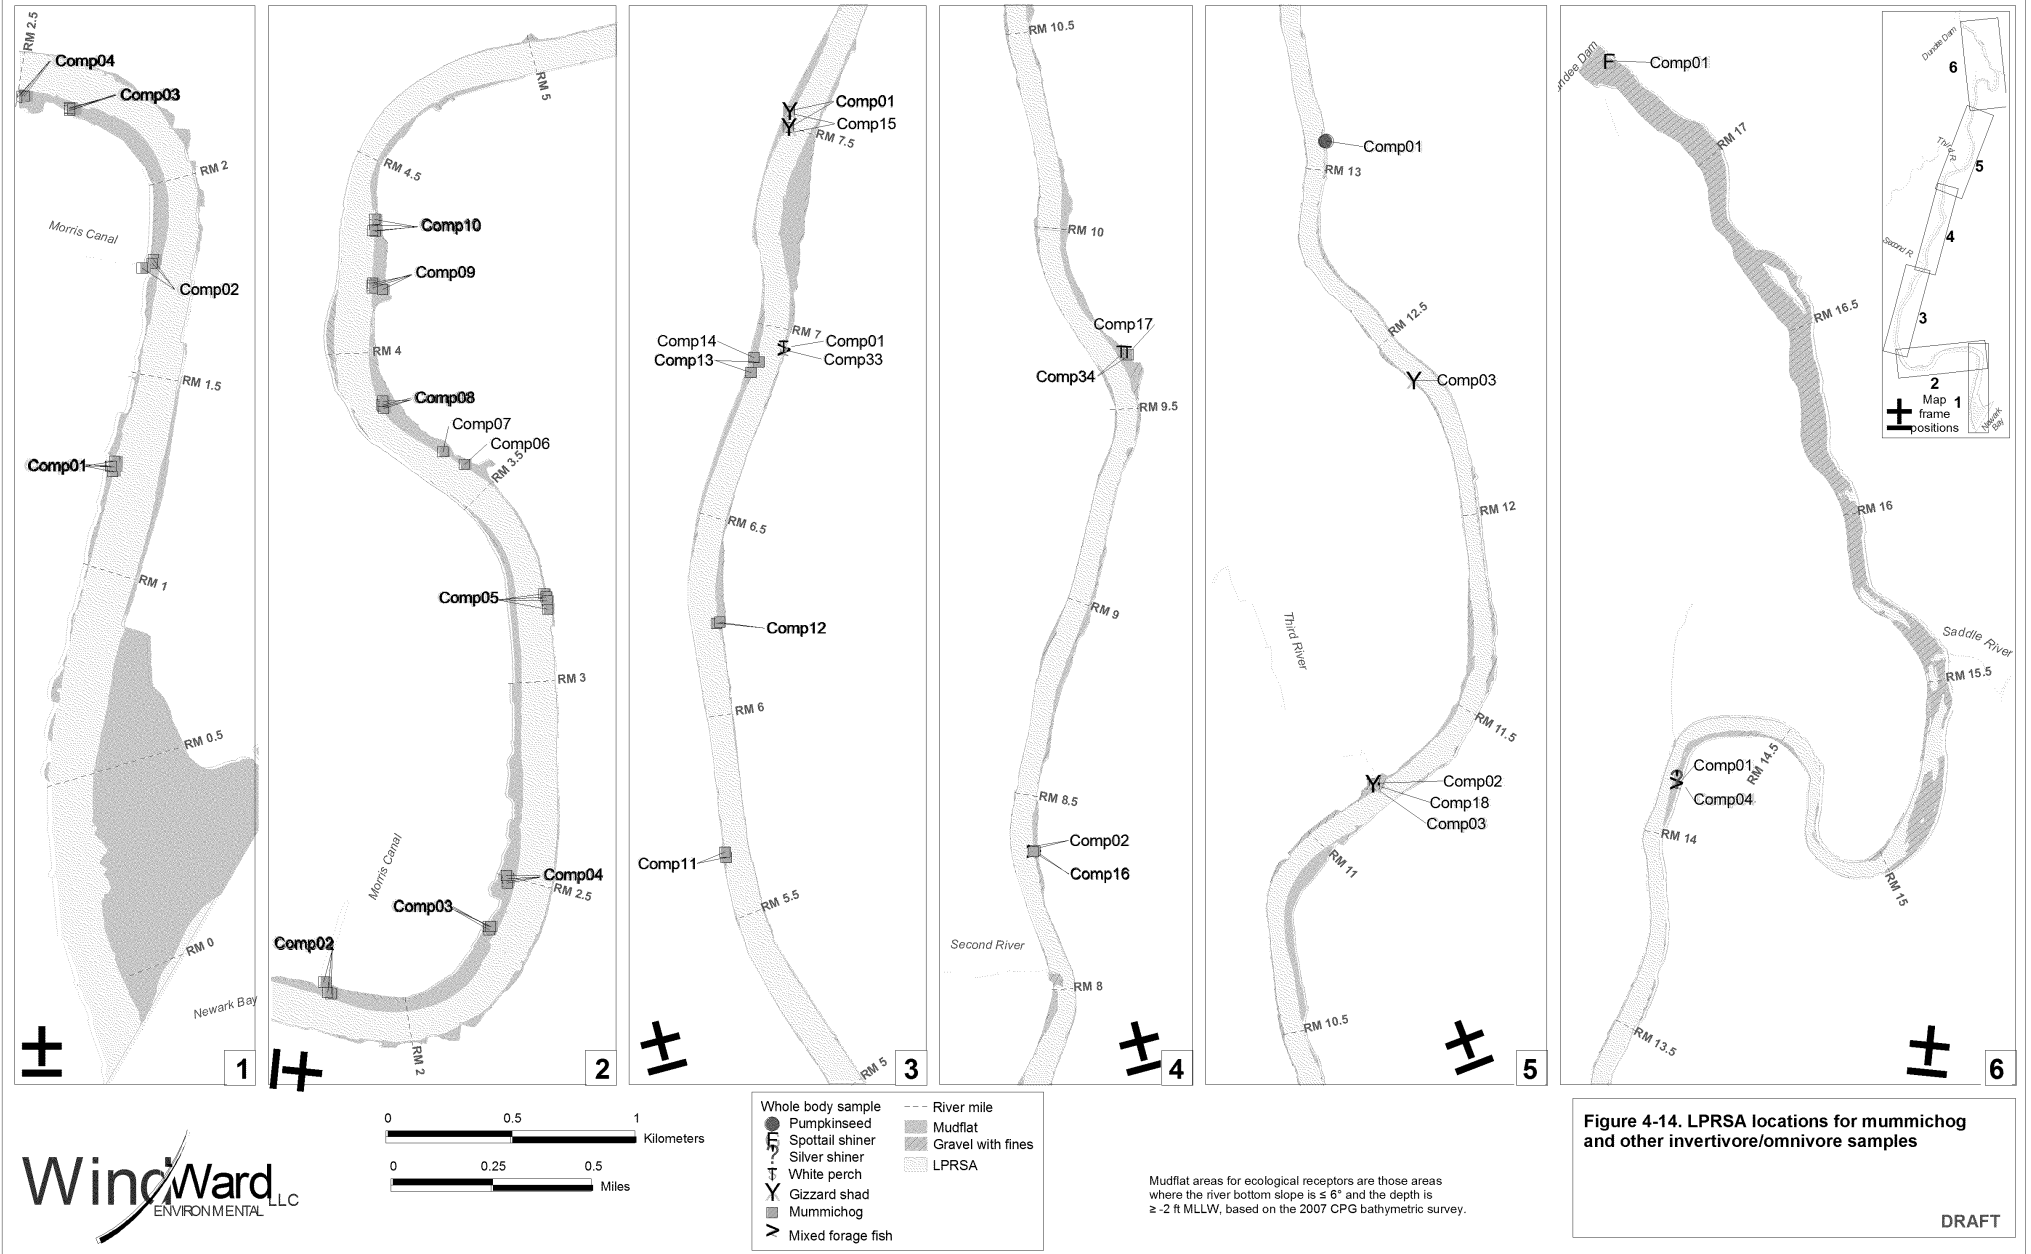 RM 2.5
Comp04
Comp03
RM 2
Morris Canal
Comp02
RM 1.5
Comp01
RM 1
RM 0.5
RM 0
Newark Bay
1
RM 5
RM 4.5
Comp10
Comp09
RM 4
Comp08
Comp07
Comp06
RM 3.5
Comp05
RM 3
Morris Canal
Comp04
RM 2.5
Comp03
Comp02
RM 2
2
Comp01
Comp15
RM 7.5
RM 7
Comp14
Comp01
Comp13
Comp33
RM 6.5
Comp12
RM 6
Comp11
RM 5.5
RM 5
3
RM 10.5
RM 10
Comp17
Comp34
RM 9.5
RM 9
RM 8.5
Comp02
Comp16
Second River
RM 8
4
Comp01
RM 13
RM 12.5
Comp03
RM 12
Third River
RM 11.5
Comp02
Comp18
Comp03
RM 11
RM 10.5
5
ndee Dam
Comp01
RM 17
RM 16.5
RM 16
Saddle River
RM 15.5
Comp01
RM 14.5
Comp04
RM 14
RM 15
RM 13.5
6
Dundee Dam
6
Third R
5
4
Second R
3
2
1
Map
frame
positions
Newark
Bay
WindWard LLC
ENVIRONMENTAL
0 0.5 1
Kilometers
0 0.25 0.5
Miles
Whole body sample
Pumpkinseed
Spottail shiner
Silver shiner
White perch
Gizzard shad
Mummichog
Mixed forage fish
River mile
Mudflat
Gravel with fines
LPRSA
Mudflat areas for ecological receptors are those areas
where the river bottom slope is ≤ 6° and the depth is
≥ -2 ft MLLW, based on the 2007 CPG bathymetric survey.
Figure 4-14. LPRSA locations for mummichog
and other invertivore/omnivore samples
DRAFT